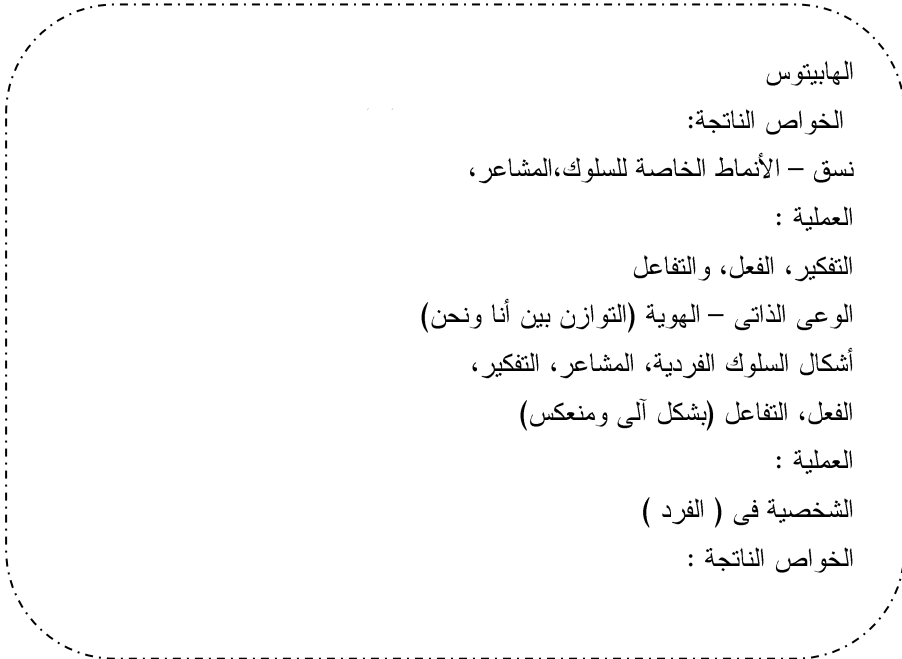 الهابيتوس
الخواص الناتجة:
نسق – الأنماط الخاصة للسلوك،المشاعر،
العملية :
التفكير، الفعل، والتفاعل
الوعى الذاتى – الهوية (التوازن بين أنا ونحن)
أشكال السلوك الفردية، المشاعر، التفكير،
الفعل، التفاعل (بشكل آلى ومنعكس)
العملية :
الشخصية فى ( الفرد )
الخواص الناتجة :